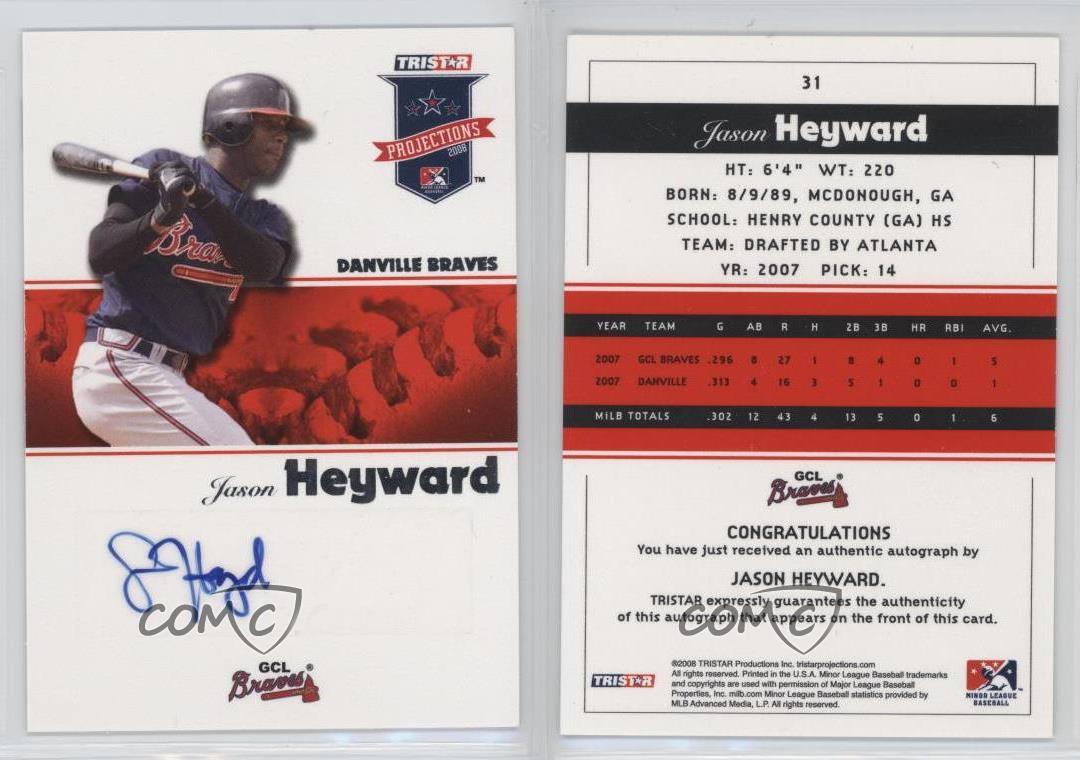 TRISTAR
PROJECTIONS
2008
MINOR LEAGUE
BASEBALL
™
Braves
DANVILLE BRAVES
Jason Heyward
COMC
GCL
Braves®
31
Jason Heyward
HT: 6'4" WT: 220
BORN: 8/9/89, MCDONOUGH, GA
SCHOOL: HENRY COUNTY (GA) HS
TEAM: DRAFTED BY ATLANTA
YR: 2007 PICK: 14
YEAR TEAM G AB R H 2B 3B HR RBI AVG.
2007 GCL BRAVES .296 8 27 1 8 4 0 1 5
2007 DANVILLE .313 4 16 3 5 1 0 0 1
MiLB TOTALS .302 12 43 4 13 5 0 1 6
GCL
Braves®
CONGRATULATIONS
You have just received an authentic autograph by
JASON HEYWARD.
TRISTAR expressly guarantees the authenticity
of this autograph that appears on the front of this card.
COMC
TRISTAR
®2008 TRISTAR Productions Inc. tristarprojections.com
All rights reserved. Printed in the U.S.A. Minor League Baseball trademarks
and copyrights are used with permission of Major League Baseball
Properties, Inc. milb.com Minor League Baseball statistics provided by
MLB Advanced Media, L.P. All rights reserved.
MINOR LEAGUE
BASEBALL
™